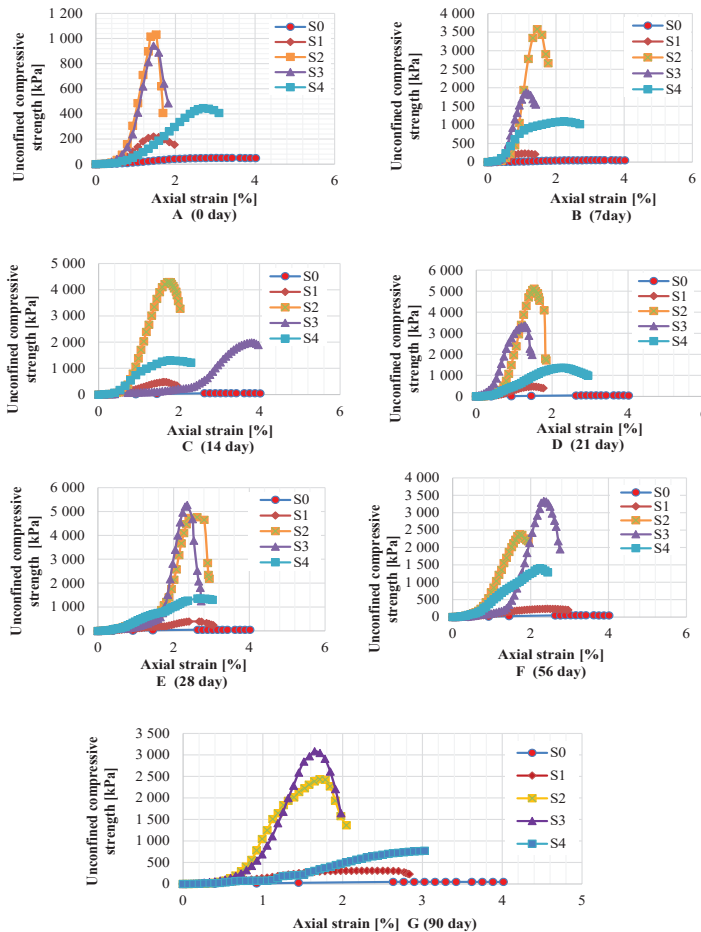 Unconfined compressive
strength [kPa]
1 200
1 000
800
600
400
200
0
0 2 4 6
S0
S1
S2
S3
S4
Axial strain [%]
A (0 day)
Unconfined compressive
strength [kPa]
4 000
3 500
3 000
2 500
2 000
1 500
1 000
500
0
0 2 4 6
S0
S1
S2
S3
S4
Axial strain [%]
B (7day)
Unconfined compressive
strength [kPa]
5 000
4 000
3 000
2 000
1 000
0
0 2 4 6
S0
S1
S2
S3
S4
Axial strain [%]
C (14 day)
Unconfined compressive
strength [kPa]
6 000
5 000
4 000
3 000
2 000
1 000
0
0 2 4 6
S0
S1
S2
S3
S4
Axial strain [%]
D (21 day)
Unconfined compressive
strength [kPa]
6 000
5 000
4 000
3 000
2 000
1 000
0
0 2 4 6
S0
S1
S2
S3
S4
Axial strain [%]
E (28 day)
Unconfined compressive
strength [kPa]
4 000
3 500
3 000
2 500
2 000
1 500
1 000
500
0
0 2 4 6
S0
S1
S2
S3
S4
Axial strain [%]
F (56 day)
Unconfined compressive
strength [kPa]
3 500
3 000
2 500
2 000
1 500
1 000
500
0
0 1 2 3 4 5
S0
S1
S2
S3
S4
Axial strain [%] G (90 day)